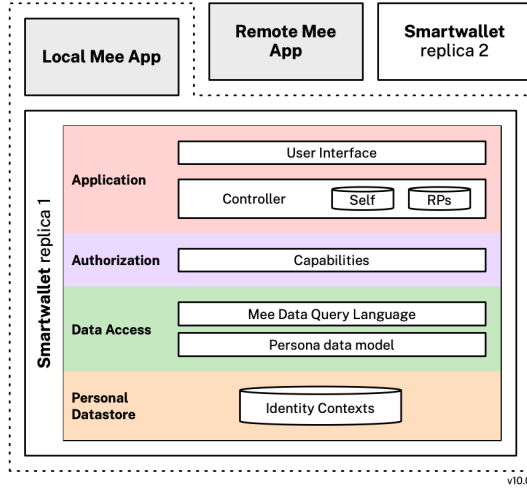 Local Mee App
Remote Mee
App
Smartwallet
replica 2
Smartwallet replica 1
Application
User Interface
Controller
Self
RPs
Authorization
Capabilities
Data Access
Mee Data Query Language
Persona data model
Personal
Datastore
Identity Contexts